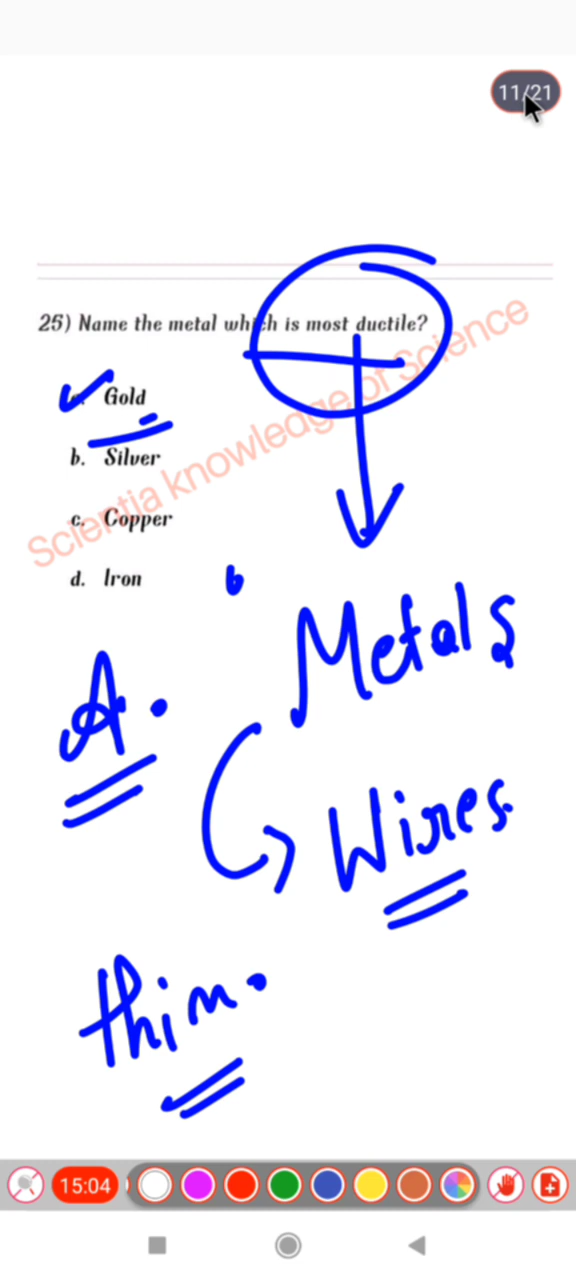 11/21
25) Name the metal which is most ductile?
Gold
b. Silver
c. Copper
d. Iron
Scientia knowledge of Science
A.
Metals
Wires.
thin.
15:04